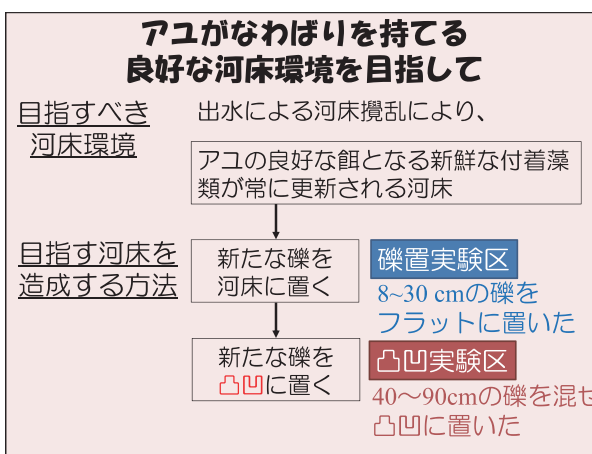 アユがなわばりを持てる
良好な河床環境を目指して
目指すべき
河床環境
出水による河床攪乱により、
アユの良好な餌となる新鮮な付着藻
類が常に更新される河床
目指す河床を
造成する方法
新たな礫を
河床に置く
礫置実験区
8~30 cmの礫を
フラットに置いた
新たな礫を
凸凹に置く
凸凹実験区
40～90cmの礫を混ぜ
凸凹に置いた